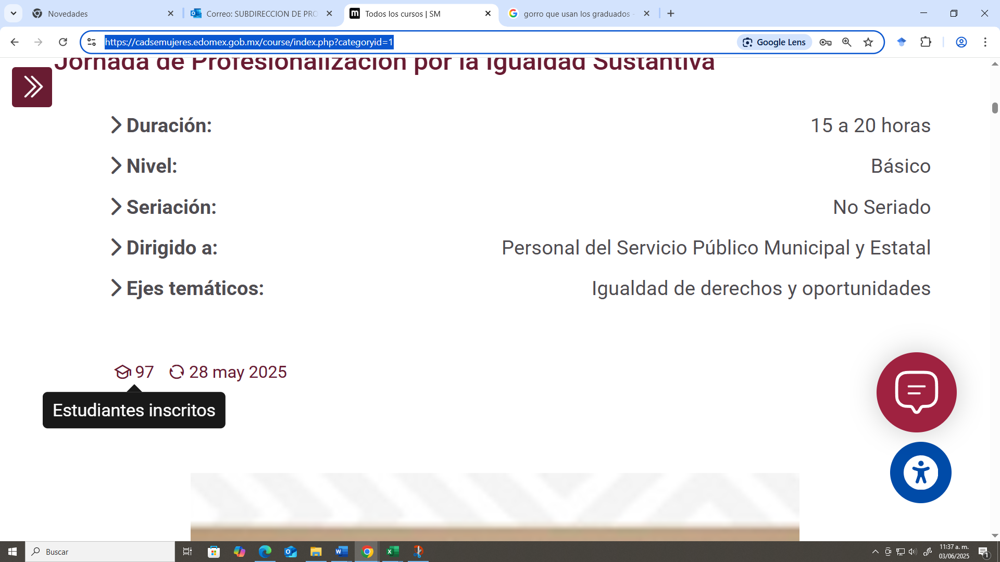 Novedades
Correo: SUBDIRECCION DE PRO
Todos los cursos | SM
gorro que usan los graduados -
https://cadsemujeres.edomex.gob.mx/course/index.php?categoryid=1
Google Lens
Jornada de Profesionalización por la Igualdad Sustantiva
Duración:
15 a 20 horas
Nivel:
Básico
Seriación:
No Seriado
Dirigido a:
Personal del Servicio Público Municipal y Estatal
Ejes temáticos:
Igualdad de derechos y oportunidades
97
28 may 2025
Estudiantes inscritos
Buscar
11:37 a. m.
03/06/2025
1